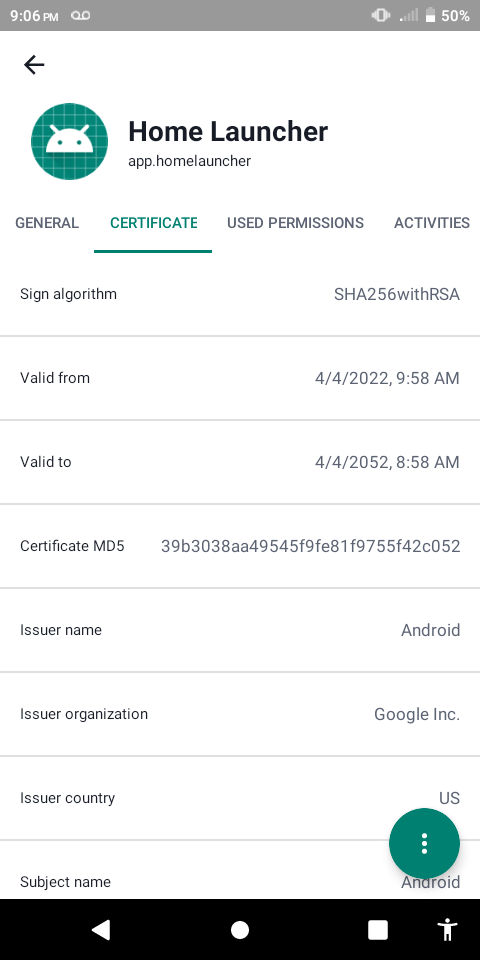 9:06 PM 50%
Home Launcher
app.homelauncher
GENERAL CERTIFICATE USED PERMISSIONS ACTIVITIES
Sign algorithm SHA256withRSA
Valid from 4/4/2022, 9:58 AM
Valid to 4/4/2052, 8:58 AM
Certificate MD5 39b3038aa49545f9fe81f9755f42c052
Issuer name Android
Issuer organization Google Inc.
Issuer country US
Subject name Android